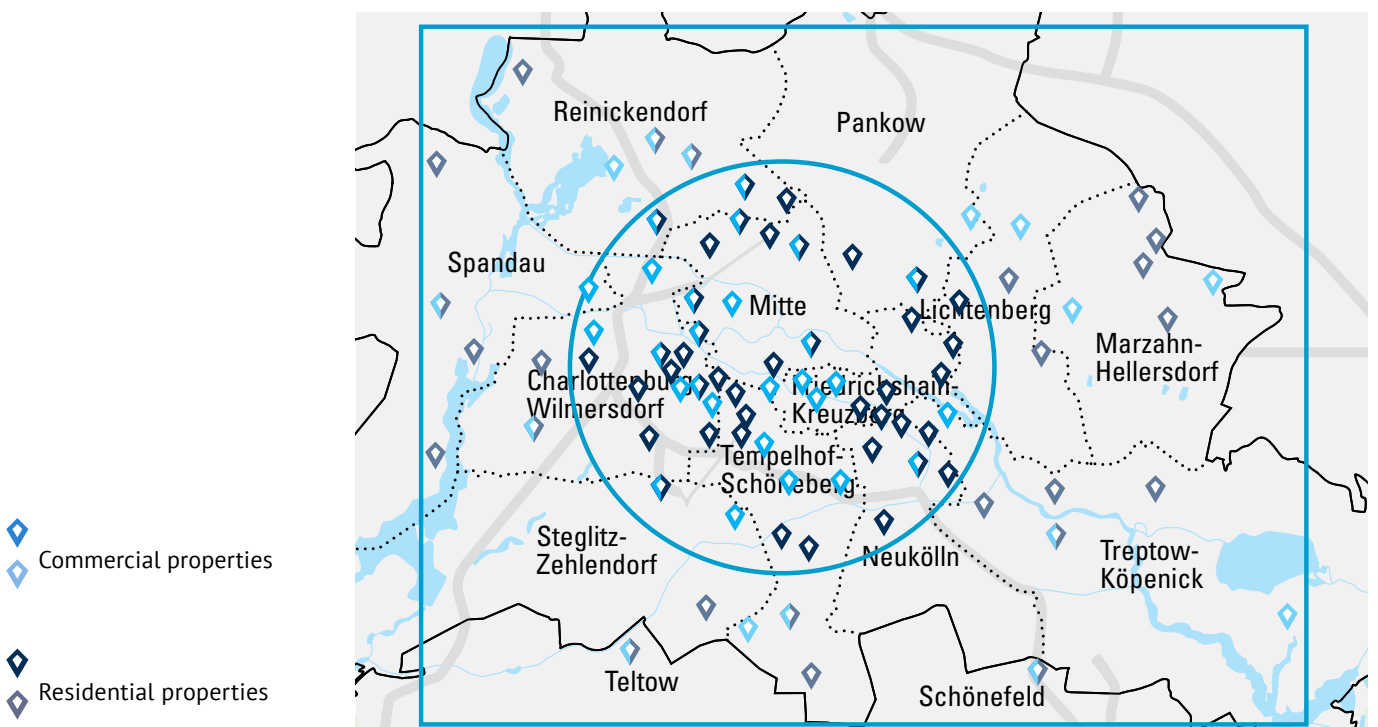 Reinickendorf
Pankow
Spandau
Mitte
Lichtenberg
Marzahn-
Hellersdorf
Charlottenburg
Wilmersdorf
Friedrichshain-
Kreuzberg
Tempelhof-
Schöneberg
Steglitz-
Zehlendorf
Neukölln
Treptow-
Köpenick
Teltow
Schönefeld
Commercial properties
Residential properties